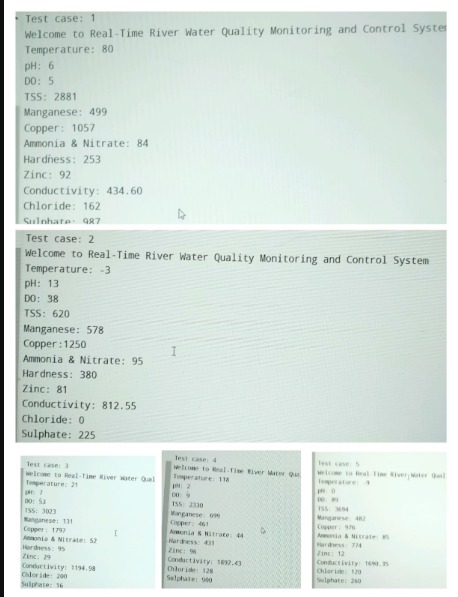 Test case: 1
Welcome to Real-Time River Water Quality Monitoring and Control System
Temperature: 80
pH: 6
DO: 5
TSS: 2881
Manganese: 499
Copper: 1057
Ammonia & Nitrate: 84
Hardness: 253
Zinc: 92
Conductivity: 434.60
Chloride: 162
Sulphate: 987
Test case: 2
Welcome to Real-Time River Water Quality Monitoring and Control System
Temperature: -3
pH: 13
DO: 38
TSS: 620
Manganese: 578
Copper:1250
Ammonia & Nitrate: 95
Hardness: 380
Zinc: 81
Conductivity: 812.55
Chloride: 0
Sulphate: 225
Test case: 3
Welcome to Real-Time River Water Qual
Temperature: 21
pH: 7
DO: 53
TSS: 3023
Manganese: 131
Copper: 1792
Ammonia & Nitrate: 52
Hardness: 95
Zinc: 29
Conductivity: 1194.98
Chloride: 200
Sulphate: 56
Test case: 4
Welcome to Real-Time River Water Qua
Temperature: 118
pH: 2
DO: 9
TSS: 2330
Manganese: 699
Copper: 461
Ammonia & Nitrate: 44
Hardness: 431
Zinc: 96
Conductivity: 1092.43
Chloride: 128
Sulphate: 900
Test case: 5
Welcome to Real-Time River Water Qual
Temperature: -9
pH: 0
DO: 89
TSS: 3694
Manganese: 482
Copper: 976
Ammonia & Nitrate: 85
Hardness: 774
Zinc: 12
Conductivity: 1690.35
Chloride: 120
Sulphate: 260